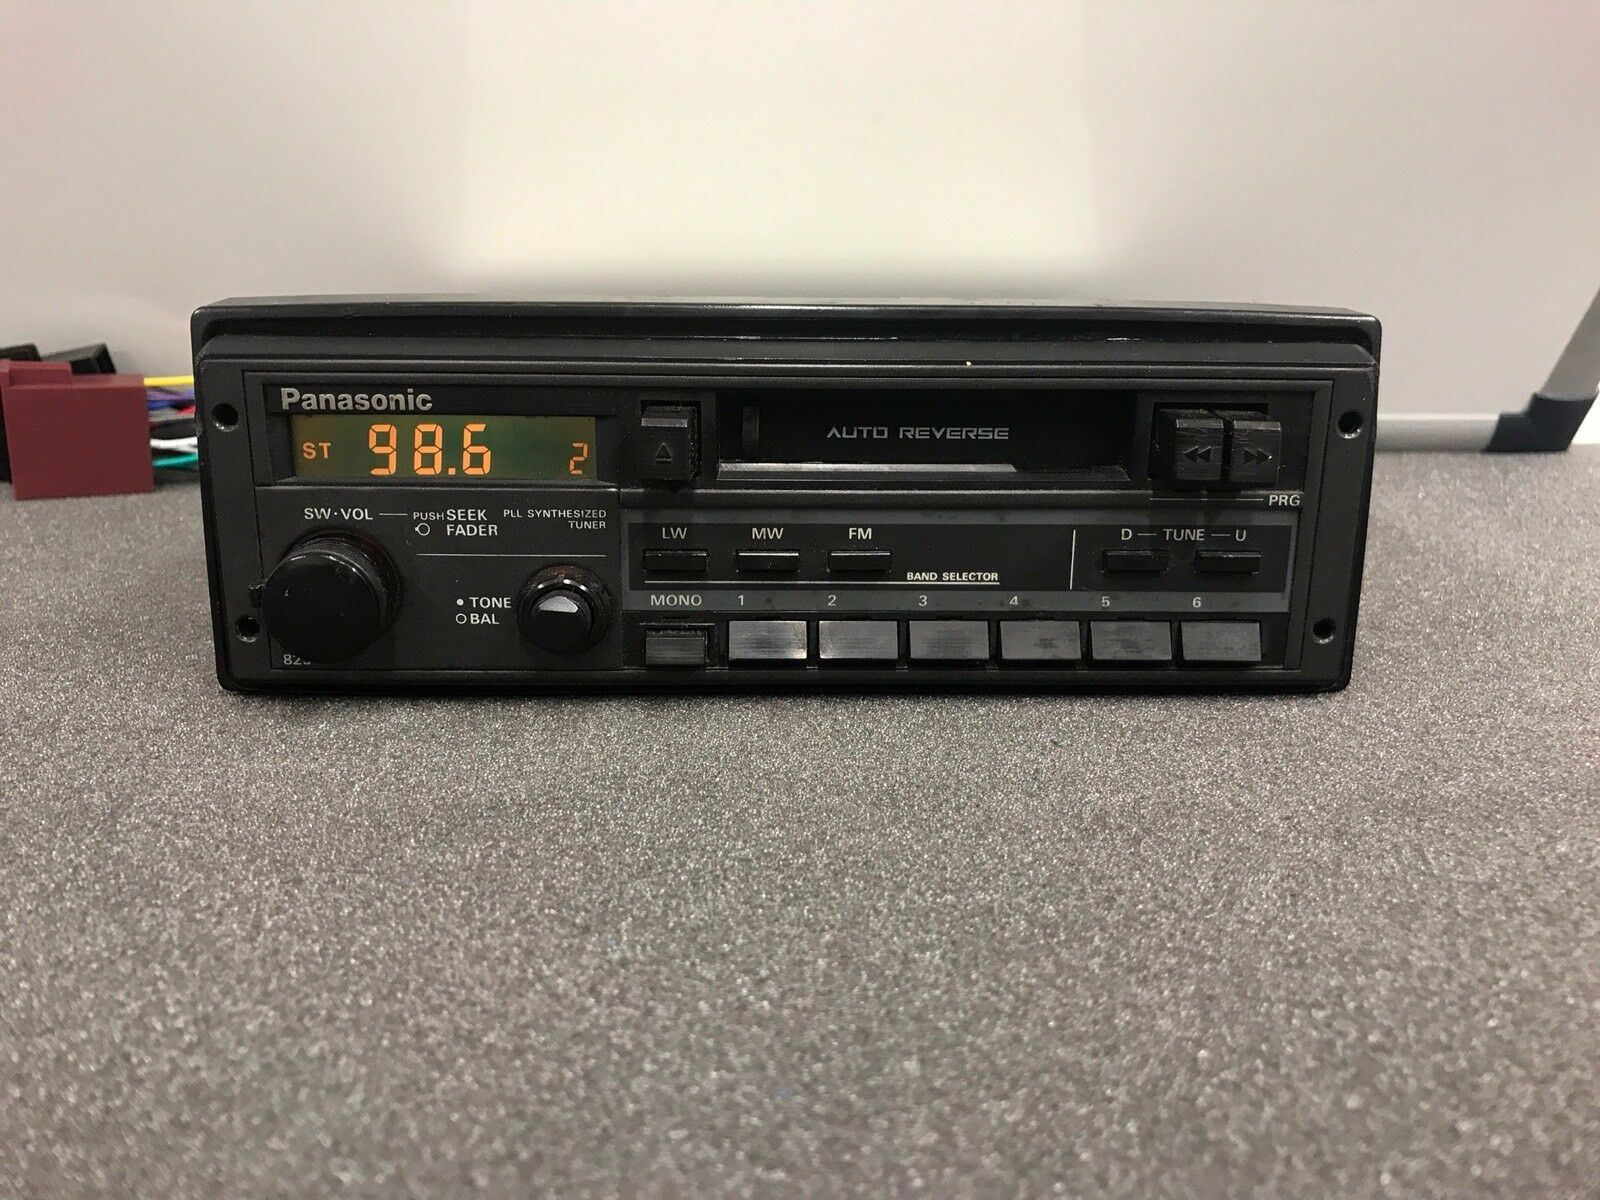 Panasonic
ST 98.6 2
AUTO REVERSE
PRG
SW·VOL PUSH SEEK
FADER
PLL SYNTHESIZED
TUNER
LW MW FM
D — TUNE — U
BAND SELECTOR
MONO 1 2 3 4 5 6
• TONE
○ BAL